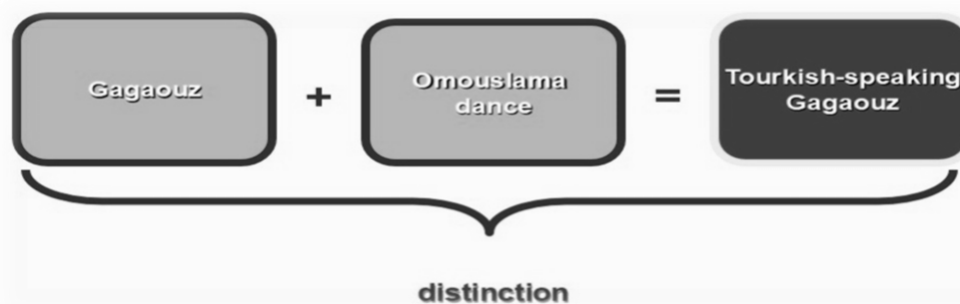 Gagaouz
+
Omouslama
dance
=
Tourkish-speaking
Gagaouz
distinction